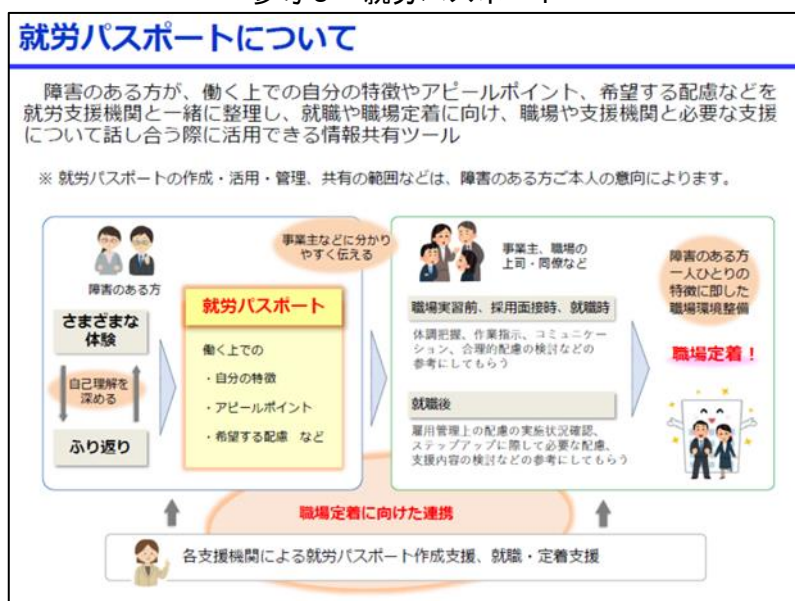 就労パスポートについて
障害のある方が、働く上での自分の特徴やアピールポイント、希望する配慮などを
就労支援機関と一緒に整理し、就職や職場定着に向け、職場や支援機関と必要な支援
について話し合う際に活用できる情報共有ツール
※ 就労パスポートの作成・活用・管理、共有の範囲などは、障害のある方ご本人の意向によります。
障害のある方
さまざまな
体験
自己理解を
深める
ふり返り
事業主などに分かり
やすく伝える
就労パスポート
働く上での
・自分の特徴
・アピールポイント
・希望する配慮 など
事業主、職場の
上司・同僚など
職場実習前、採用面接時、就職時
体調把握、作業指示、コミュニケー
ション、合理的配慮の検討などの
参考にしてもらう
就職後
雇用管理上の配慮の実施状況確認、
ステップアップに際して必要な配慮、
支援内容の検討などの参考にしてもらう
障害のある方
一人ひとりの
特徴に即した
職場環境整備
職場定着！
職場定着に向けた連携
各支援機関による就労パスポート作成支援、就職・定着支援